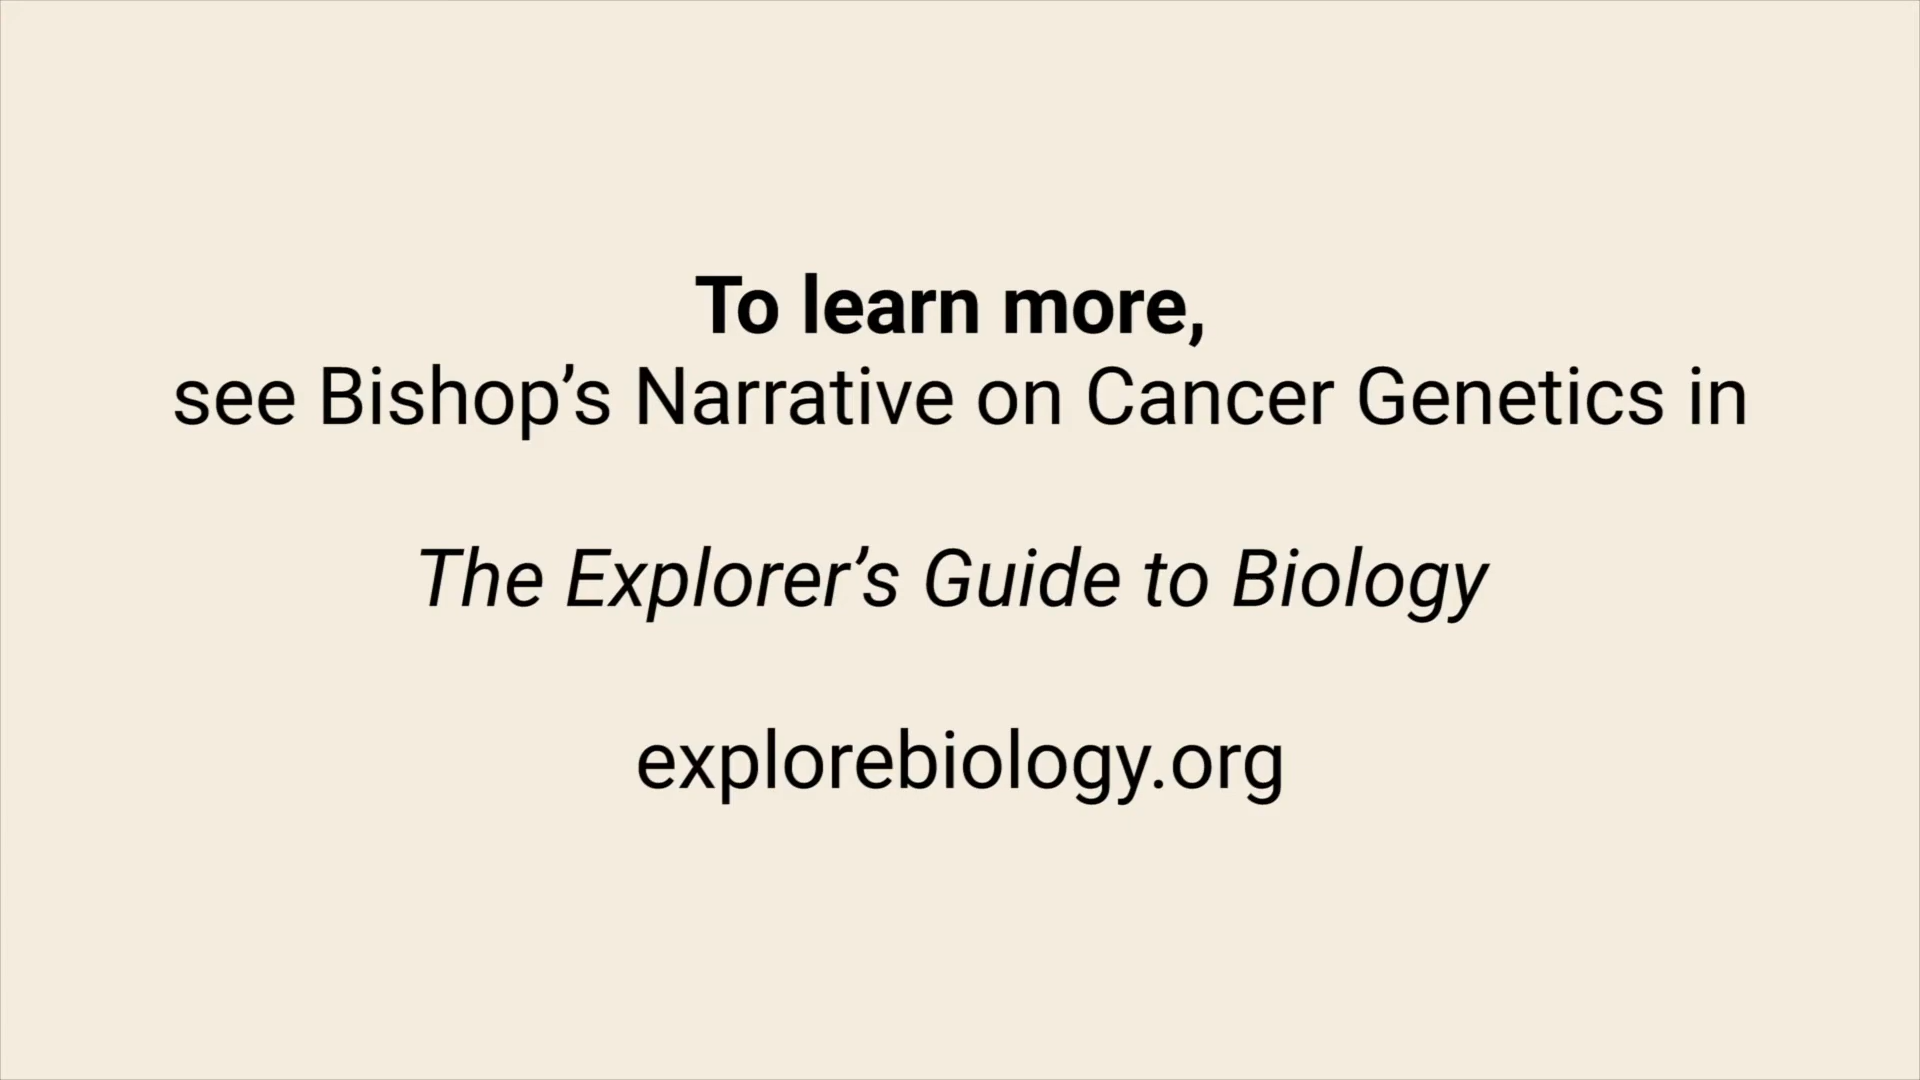 To learn more,
see Bishop’s Narrative on Cancer Genetics in
The Explorer’s Guide to Biology
explorebiology.org